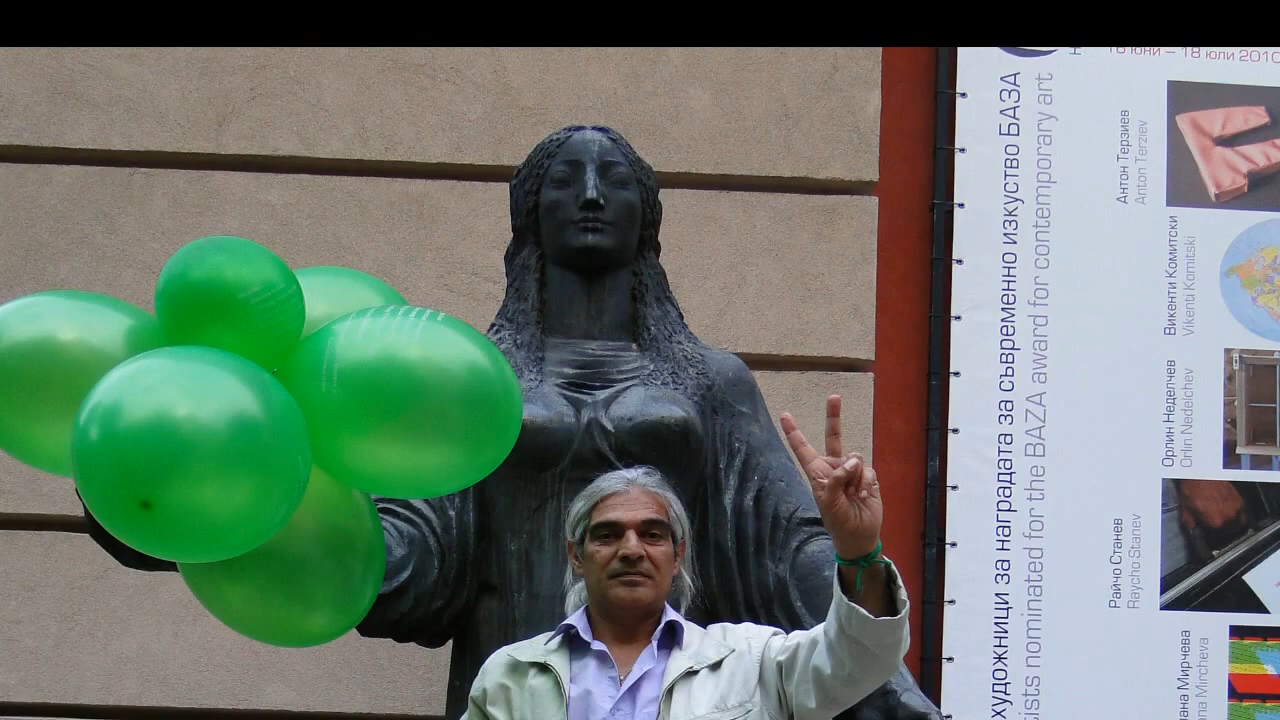 16 юни – 18 юли 2010
художници за наградата за съвременно изкуство БАЗА
tists nominated for the BAZA award for contemporary art
Антон Терзиев
Anton Terziev
Викенти Комитски
Vikenti Komitski
Орлин Неделчев
Orlin Nedelchev
Райчо Станев
Raycho Stanev
ана Мирчева
na Mircheva